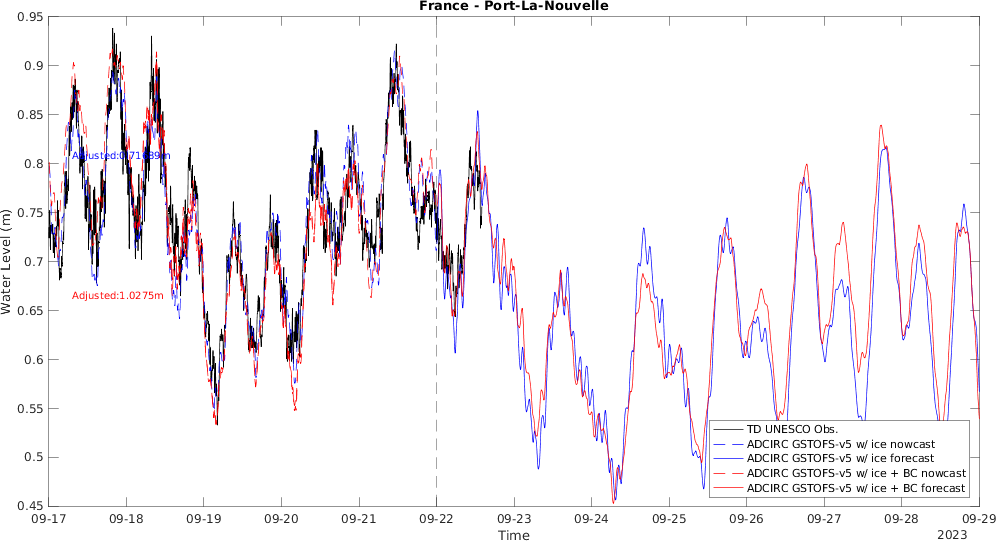 France - Port-La-Nouvelle
0.95
0.9
0.85
0.8
0.75
0.7
0.65
0.6
0.55
0.5
0.45
Water Level (m)
Adjusted:1.0275m
TD UNESCO Obs.
ADCIRC GSTOFS-v5 w/ ice nowcast
ADCIRC GSTOFS-v5 w/ ice forecast
ADCIRC GSTOFS-v5 w/ ice + BC nowcast
ADCIRC GSTOFS-v5 w/ ice + BC forecast
09-17 09-18 09-19 09-20 09-21 09-22 09-23 09-24 09-25 09-26 09-27 09-28 09-29
Time
2023